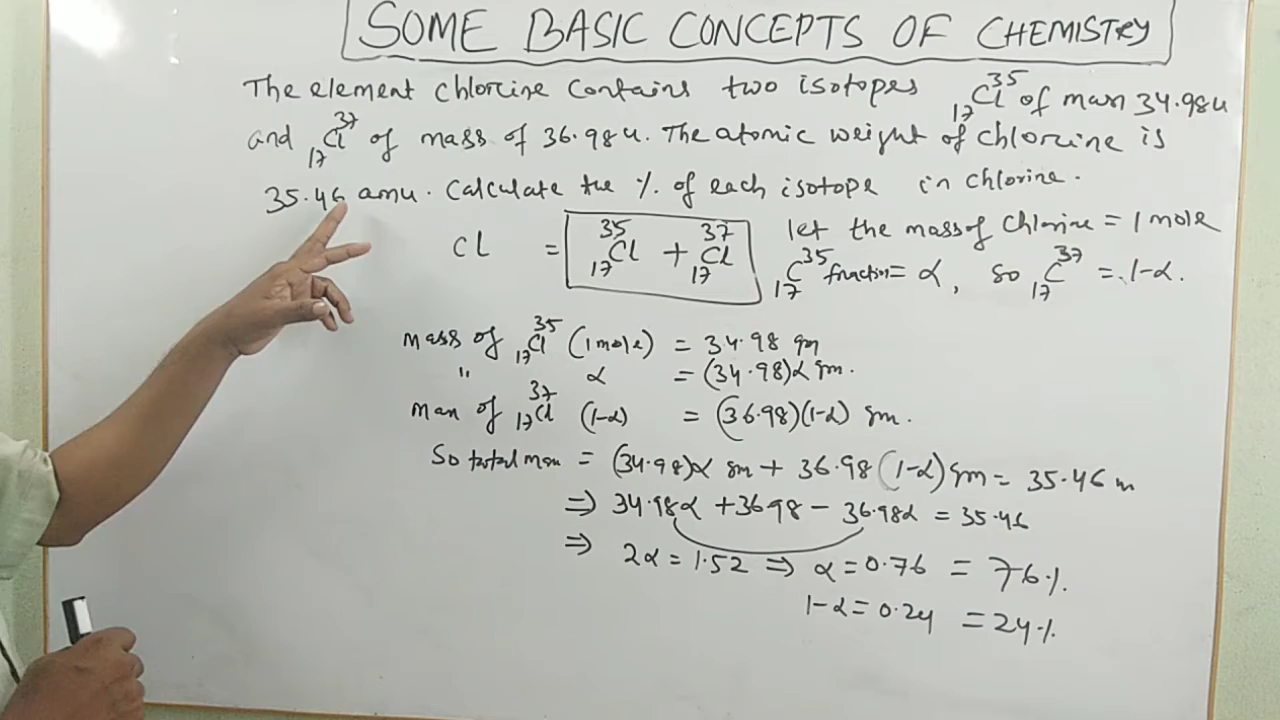 SOME BASIC CONCEPTS OF CHEMISTRY
The element chlorine contains two isotopes ₁₇Cl³⁵ of mass 34.98u
and ₁₇Cl³⁷ of mass of 36.98u. The atomic weight of chlorine is
35.46 amu. Calculate the %. of each isotope in chlorine.
Cl = ₁₇Cl³⁵ + ₁₇Cl³⁷
let the mass of chlorine = 1 mole
₁₇C³⁵ fraction = α, so ₁₇C³⁷ = 1-α.
mass of ₁₇Cl³⁵ (1 mole) = 34.98 gm
" α = (34.98)α gm.
Mass of ₁₇Cl³⁷ (1-α) = (36.98)(1-α) gm.
So total mass = (34.98)α gm + 36.98(1-α) gm = 35.46 m
⇒ 34.98α + 36.98 - 36.98α = 35.46
⇒ 2α = 1.52 ⇒ α = 0.76 = 76%.
1-α = 0.24 = 24%.